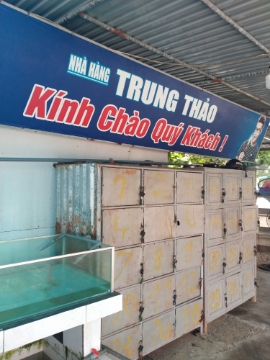 NHÀ HÀNG TRUNG THẢO
Kính Chào Quý Khách !